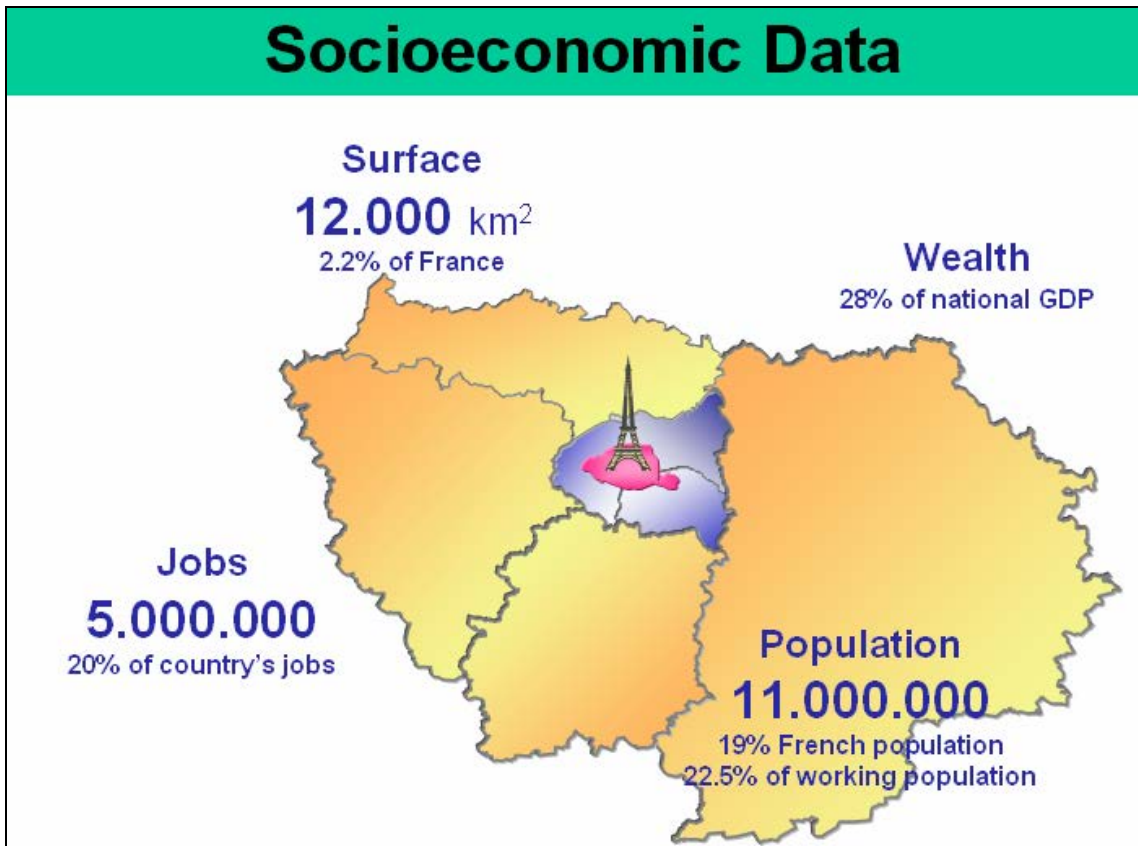 Socioeconomic Data
Surface
12.000 km²
2.2% of France
Wealth
28% of national GDP
Jobs
5.000.000
20% of country's jobs
Population
11.000.000
19% French population
22.5% of working population